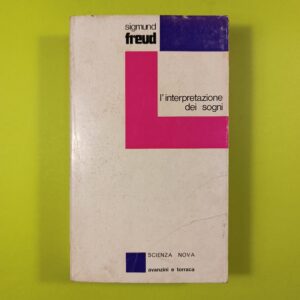 sigmund
freud
l'interpretazione
dei sogni
SCIENZA NOVA
avanzini e torraca